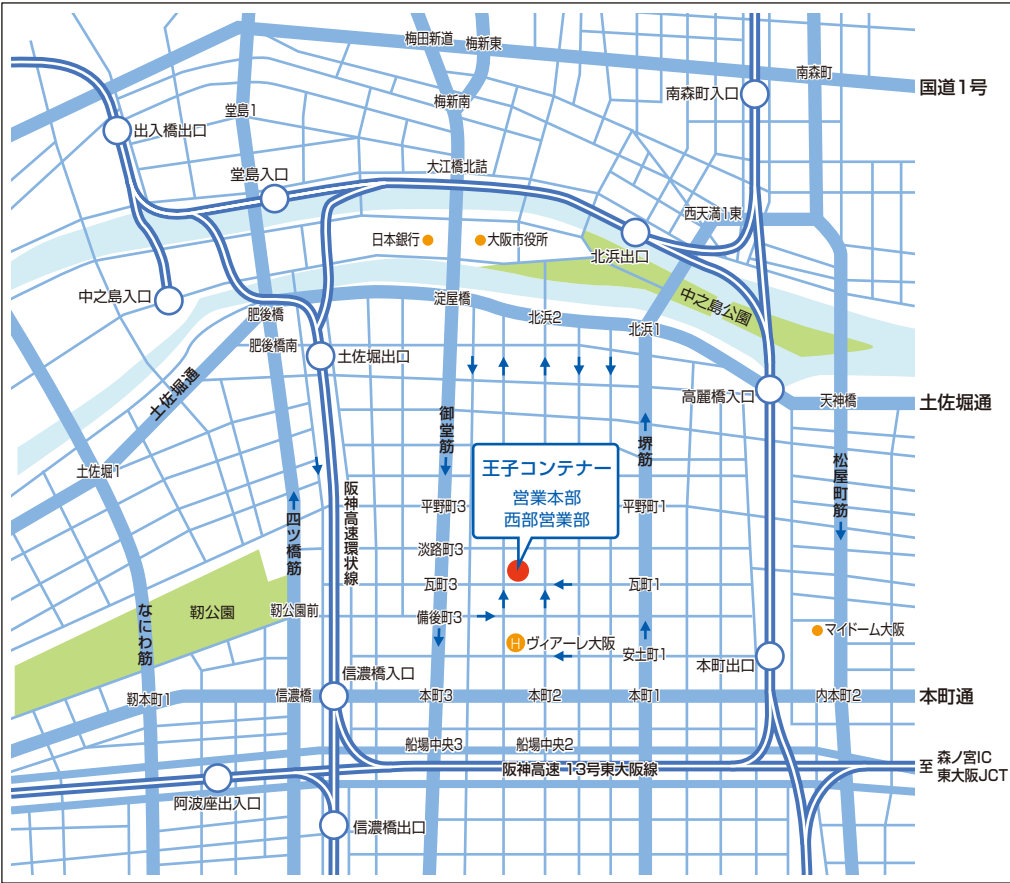 梅田新道
梅新東
南森町
国道1号
南森町入口
梅新南
堂島1
出入橋出口
大江橋北詰
堂島入口
西天満1東
日本銀行
大阪市役所
北浜出口
中之島入口
中之島公園
淀屋橋
肥後橋
北浜2
北浜1
肥後橋南
土佐堀出口
土佐堀通
高麗橋入口
天神橋
土佐堀通
御堂筋
堺筋
王子コンテナー
営業本部
西部営業部
土佐堀1
松屋町筋
阪神高速環状線
四ツ橋筋
平野町3
平野町1
淡路町3
瓦町3
瓦町1
靭公園
靭公園前
備後町3
なにわ筋
H
ヴィアーレ大阪
マイドーム大阪
安土町1
本町出口
信濃橋入口
靭本町1
信濃橋
本町3
本町2
本町1
内本町2
本町通
船場中央3
船場中央2
阪神高速 13号東大阪線
至 森ノ宮IC
東大阪JCT
阿波座出入口
信濃橋出口